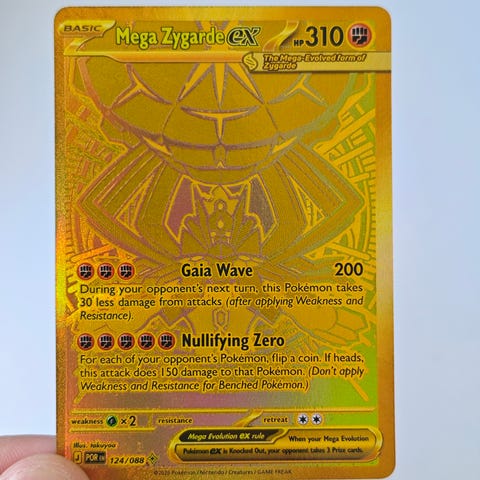 BASIC Mega Zygarde ex HP 310
The Mega-Evolved form of
Zygarde
Gaia Wave 200
During your opponent's next turn, this Pokémon takes
30 less damage from attacks (after applying Weakness and
Resistance).
Nullifying Zero
For each of your opponent's Pokémon, flip a coin. If heads,
this attack does 150 damage to that Pokémon. (Don't apply
Weakness and Resistance for Benched Pokémon.)
weakness ×2 resistance retreat
Illus. takuyoa
Mega Evolution ex rule When your Mega Evolution
Pokémon ex is Knocked Out, your opponent takes 3 Prize cards.
J POR EN 124/088
©2026 Pokémon / Nintendo / Creatures / GAME FREAK